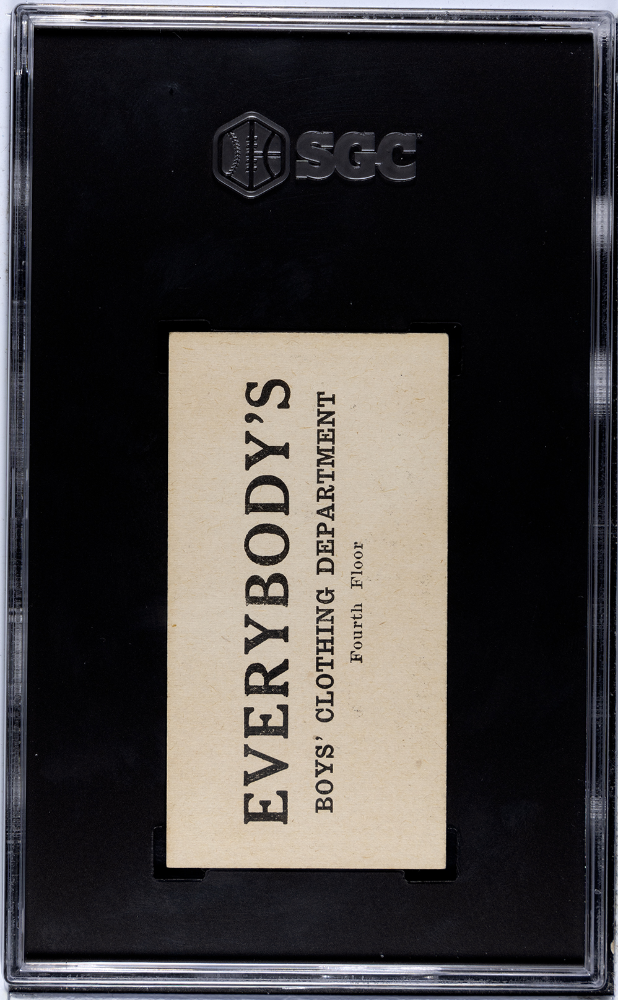 SGC
EVERYBODY'S
BOYS' CLOTHING DEPARTMENT
Fourth Floor